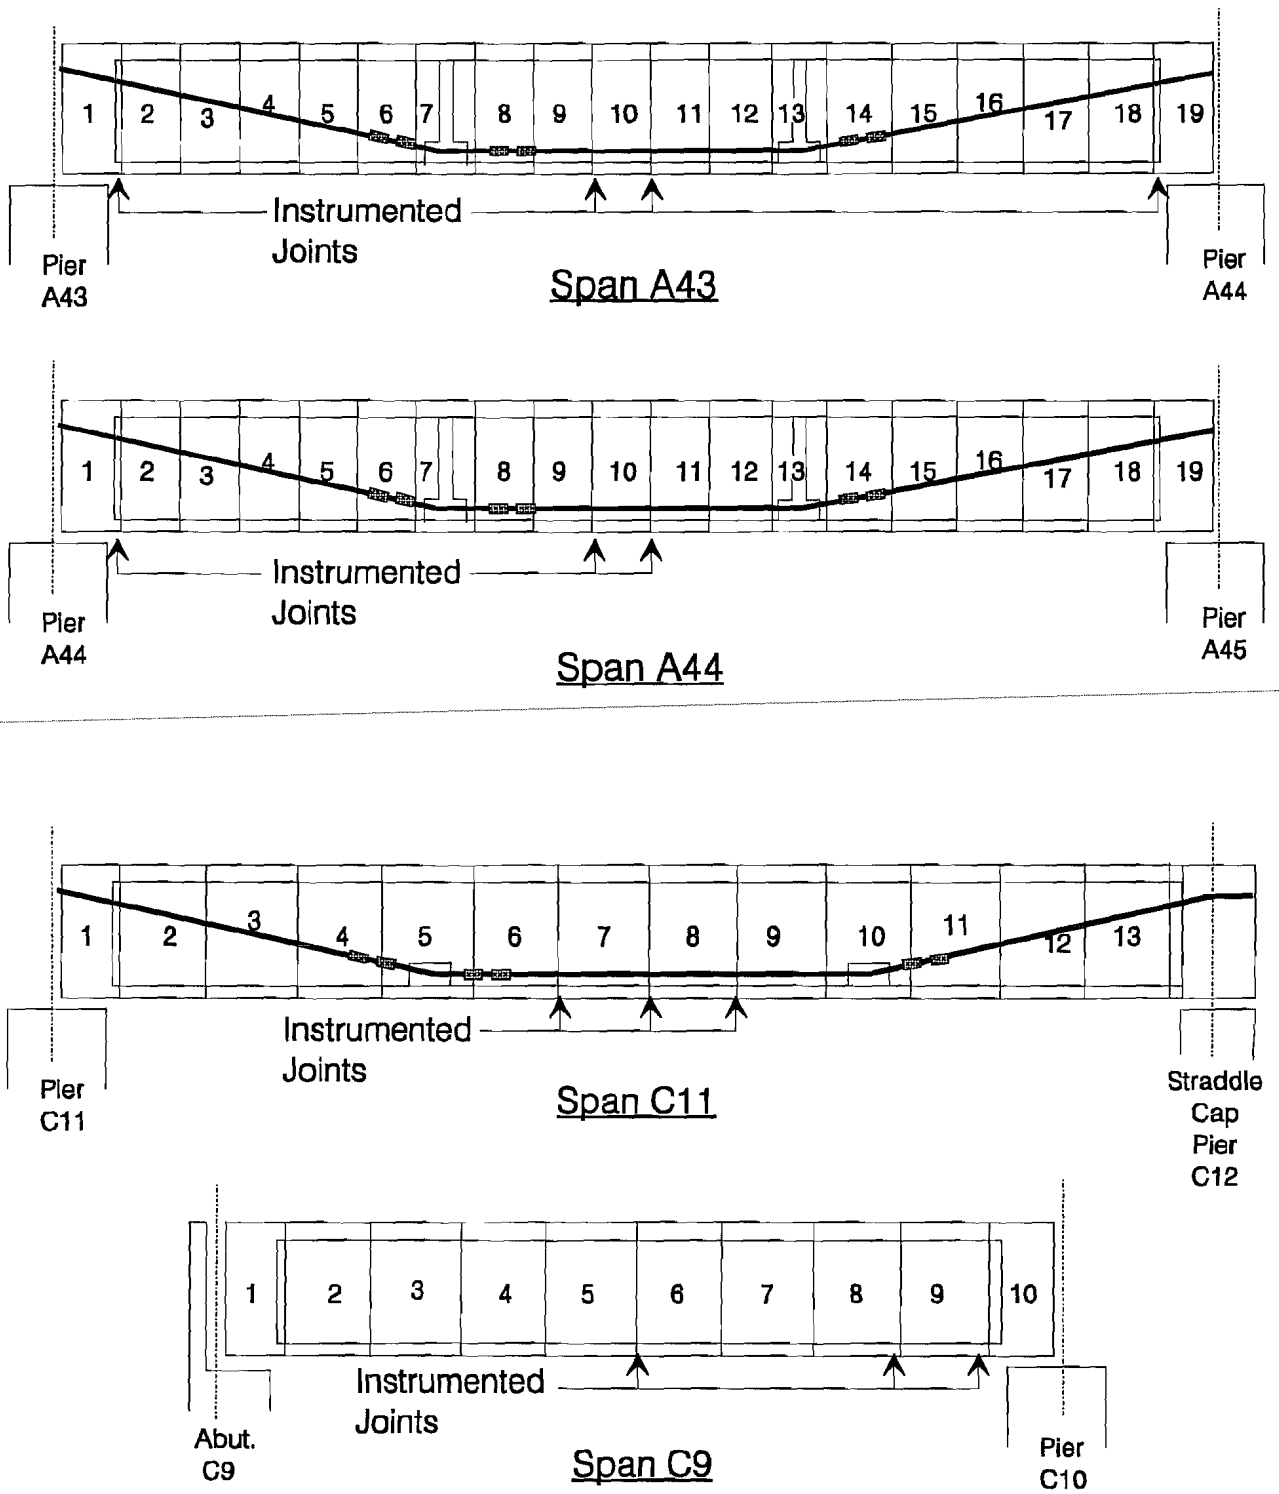 1 2 3 4 5 6 7 8 9 10 11 12 13 14 15 16 17 18 19
Instrumented
Joints
Pier
A43
Span A43
Pier
A44
1 2 3 4 5 6 7 8 9 10 11 12 13 14 15 16 17 18 19
Instrumented
Joints
Pier
A44
Span A44
Pier
A45
1 2 3 4 5 6 7 8 9 10 11 12 13
Instrumented
Joints
Pier
C11
Span C11
Straddle
Cap
Pier
C12
1 2 3 4 5 6 7 8 9 10
Instrumented
Joints
Abut.
C9
Span C9
Pier
C10